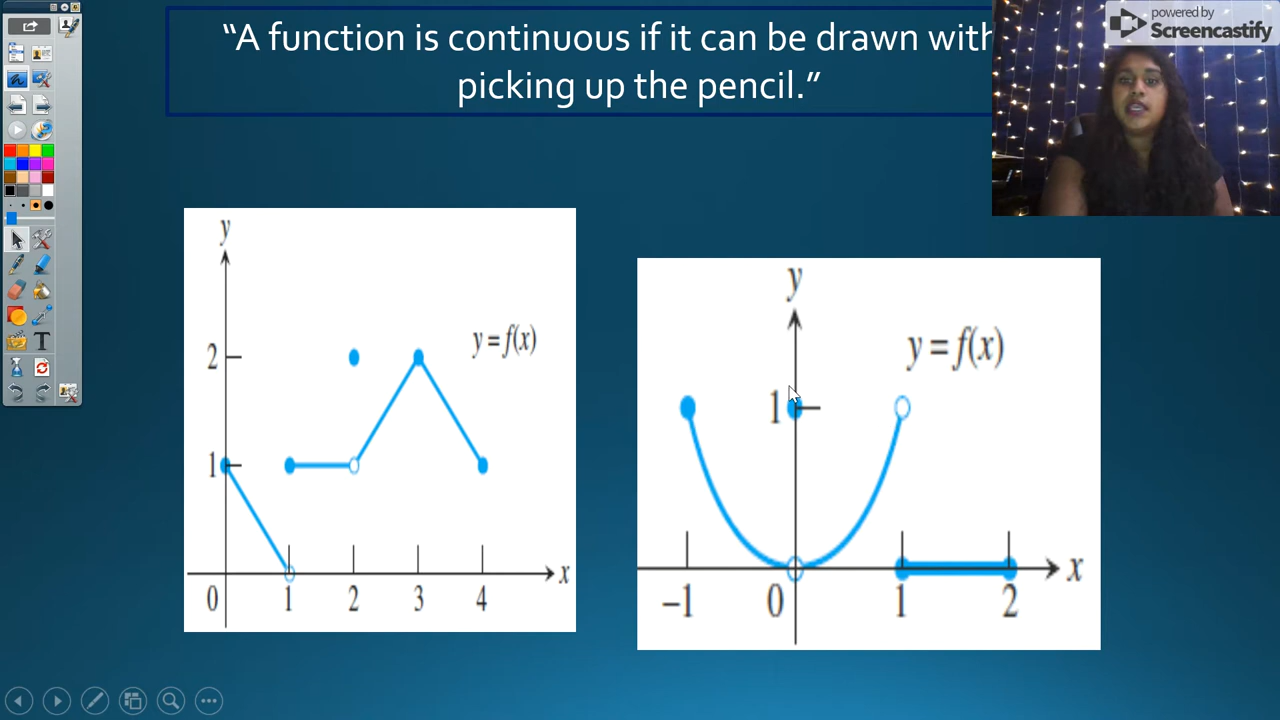 “A function is continuous if it can be drawn with
picking up the pencil.”
powered by
Screencastify
y
2
1
0
1
2
3
4
x
y = f(x)
y
1
y = f(x)
–1
0
1
2
x
T